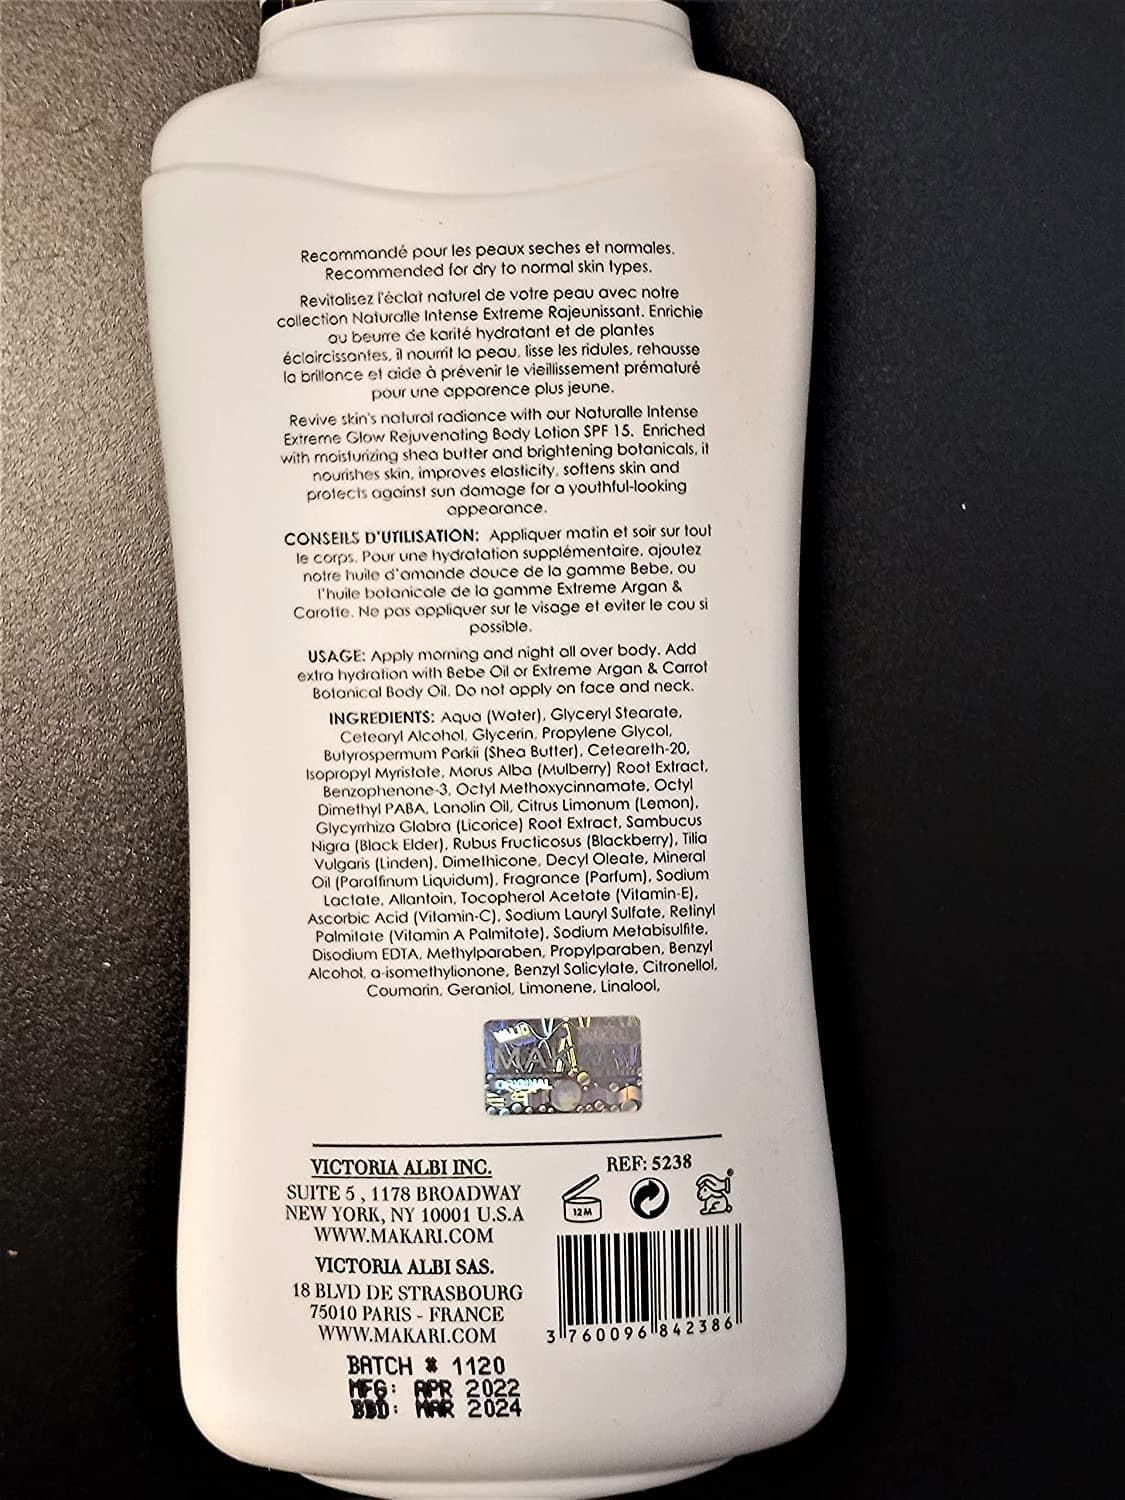 Recommandé pour les peaux seches et normales.
Recommended for dry to normal skin types.
Revitalisez l'éclat naturel de votre peau avec notre
collection Naturalle Intense Extreme Rajeunissant. Enrichie
au beurre de karité hydratant et de plantes
éclaircissantes, il nourrit la peau, lisse les ridules, rehausse
la brillance et aide à prévenir le vieillissement prématuré
pour une apparence plus jeune.
Revive skin's natural radiance with our Naturalle Intense
Extreme Glow Rejuvenating Body Lotion SPF 15. Enriched
with moisturizing shea butter and brightening botanicals, it
nourishes skin, improves elasticity, softens skin and
protects against sun damage for a youthful-looking
appearance.
CONSEILS D'UTILISATION: Appliquer matin et soir sur tout
le corps. Pour une hydratation supplémentaire, ajoutez
notre huile d'amande douce de la gamme Bebe, ou
l'huile botanicale de la gamme Extreme Argan &
Carotte. Ne pas appliquer sur le visage et eviter le cou si
possible.
USAGE: Apply morning and night all over body. Add
extra hydration with Bebe Oil or Extreme Argan & Carrot
Botanical Body Oil. Do not apply on face and neck.
INGREDIENTS: Aqua (Water), Glyceryl Stearate,
Cetearyl Alcohol, Glycerin, Propylene Glycol,
Butyrospermum Parkii (Shea Butter), Ceteareth-20,
Isopropyl Myristate, Morus Alba (Mulberry) Root Extract,
Benzophenone-3, Octyl Methoxycinnamate, Octyl
Dimethyl PABA, Lanolin Oil, Citrus Limonum (Lemon),
Glycyrrhiza Glabra (Licorice) Root Extract, Sambucus
Nigra (Black Elder), Rubus Fructicosus (Blackberry), Tilia
Vulgaris (Linden), Dimethicone, Decyl Oleate, Mineral
Oil (Paraffinum Liquidum), Fragrance (Parfum), Sodium
Lactate, Allantoin, Tocopherol Acetate (Vitamin-E),
Ascorbic Acid (Vitamin-C), Sodium Lauryl Sulfate, Retinyl
Palmitate (Vitamin A Palmitate), Sodium Metabisulfite,
Disodium EDTA, Methylparaben, Propylparaben, Benzyl
Alcohol, a-isomethylionone, Benzyl Salicylate, Citronellol,
Coumarin, Geraniol, Limonene, Linalool,
MAKARI
ORIGINAL
VICTORIA ALBI INC.
SUITE 5 , 1178 BROADWAY
NEW YORK, NY 10001 U.S.A
WWW.MAKARI.COM
VICTORIA ALBI SAS.
18 BLVD DE STRASBOURG
75010 PARIS - FRANCE
WWW.MAKARI.COM
REF: 5238
12M
3 760096 842386
BATCH # 1120
MFG: APR 2022
BBD: MAR 2024